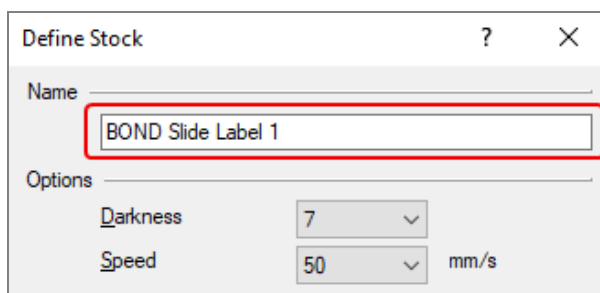 Define Stock ? ×
Name
BOND Slide Label 1
Options
Darkness 7
Speed 50 mm/s